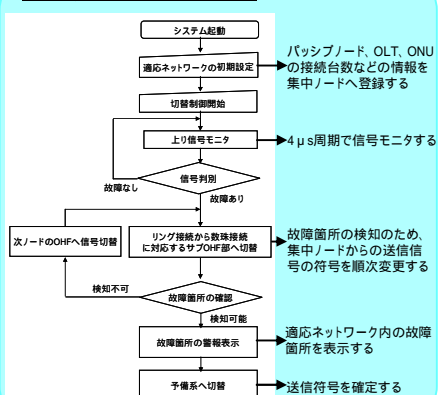 システム起動
適応ネットワークの初期設定
パッシブノード、OLT、ONU
の接続台数などの情報を
集中ノードへ登録する
切替制御開始
上り信号モニタ
4μs周期で信号モニタする
信号判別
故障なし
故障あり
次ノードのOHFへ信号切替
リング接続から数珠接続
に対応するサブOHF部へ切替
故障箇所の検知のため、
集中ノードからの送信信
号の符号を順次変更する
検知不可
故障箇所の確認
検知可能
故障箇所の警報表示
適応ネットワーク内の故障
箇所を表示する
予備系へ切替
送信符号を確定する